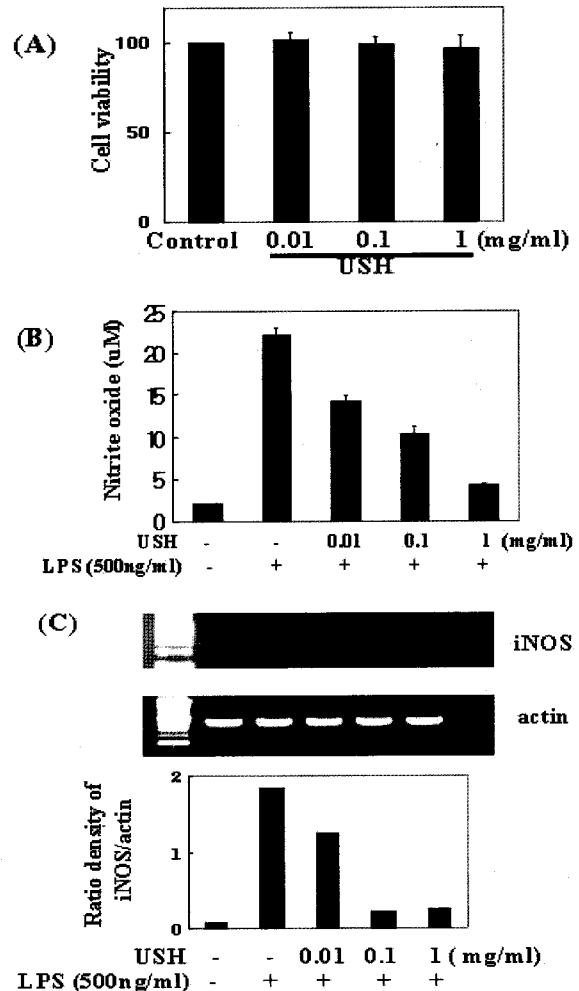 (A)
Cell viability
100
50
0
Control 0.01 0.1 1 (mg/ml)
USH
(B)
Nitrite oxide (uM)
25
20
15
10
5
0
USH - - 0.01 0.1 1 (mg/ml)
LPS (500ng/ml) - + + + +
(C)
iNOS
actin
Ratio density of
iNOS/actin
2
1
0
USH - - 0.01 0.1 1 (mg/ml)
LPS (500ng/ml) - + + + +